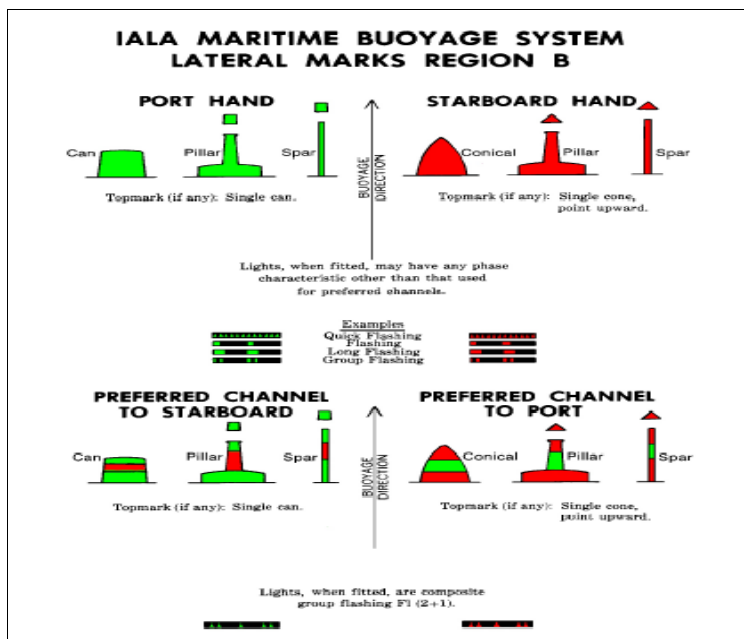 IALA MARITIME BUOYAGE SYSTEM
LATERAL MARKS REGION B
PORT HAND
STARBOARD HAND
Can
Pillar
Spar
BUOYAGE
DIRECTION
Conical
Pillar
Spar
Topmark (if any): Single can.
Topmark (if any): Single cone,
point upward.
Lights, when fitted, may have any phase
characteristic other than that used
for preferred channels.
Examples
Quick Flashing
Flashing
Long Flashing
Group Flashing
PREFERRED CHANNEL
TO STARBOARD
PREFERRED CHANNEL
TO PORT
Can
Pillar
Spar
BUOYAGE
DIRECTION
Conical
Pillar
Spar
Topmark (if any): Single can.
Topmark (if any): Single cone,
point upward.
Lights, when fitted, are composite
group flashing Fl (2+1).